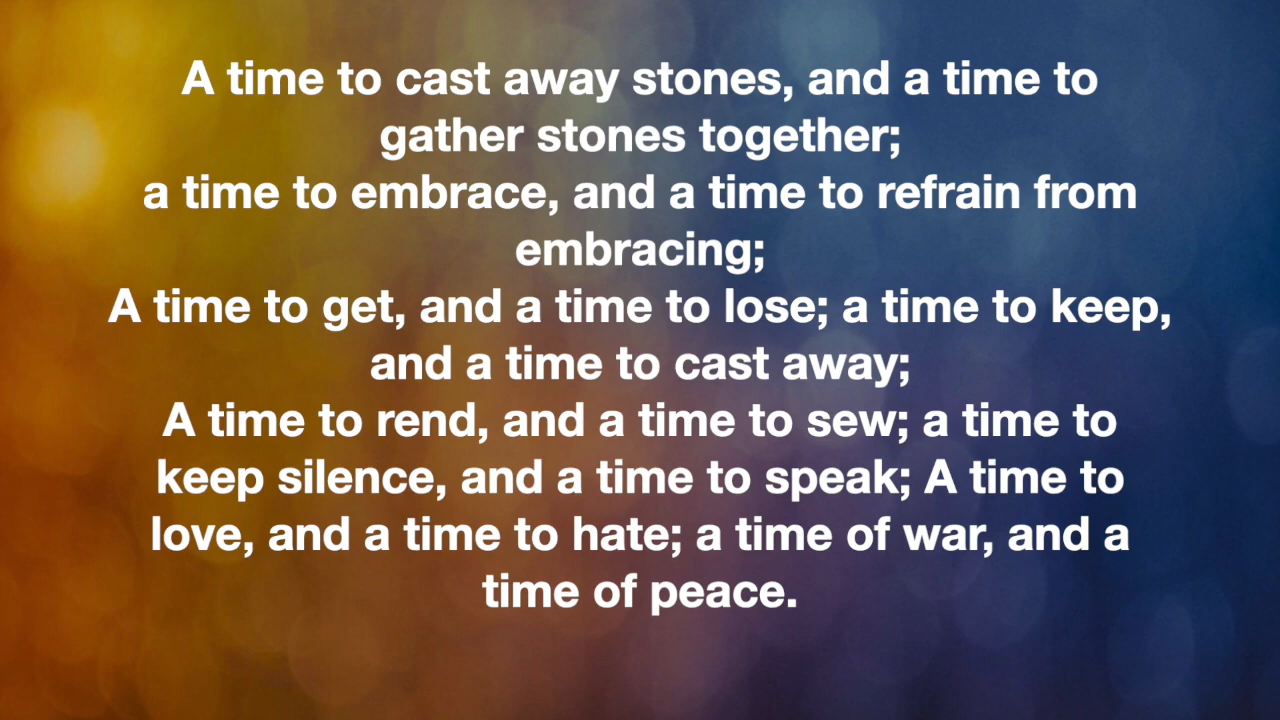 A time to cast away stones, and a time to
gather stones together;
a time to embrace, and a time to refrain from
embracing;
A time to get, and a time to lose; a time to keep,
and a time to cast away;
A time to rend, and a time to sew; a time to
keep silence, and a time to speak; A time to
love, and a time to hate; a time of war, and a
time of peace.